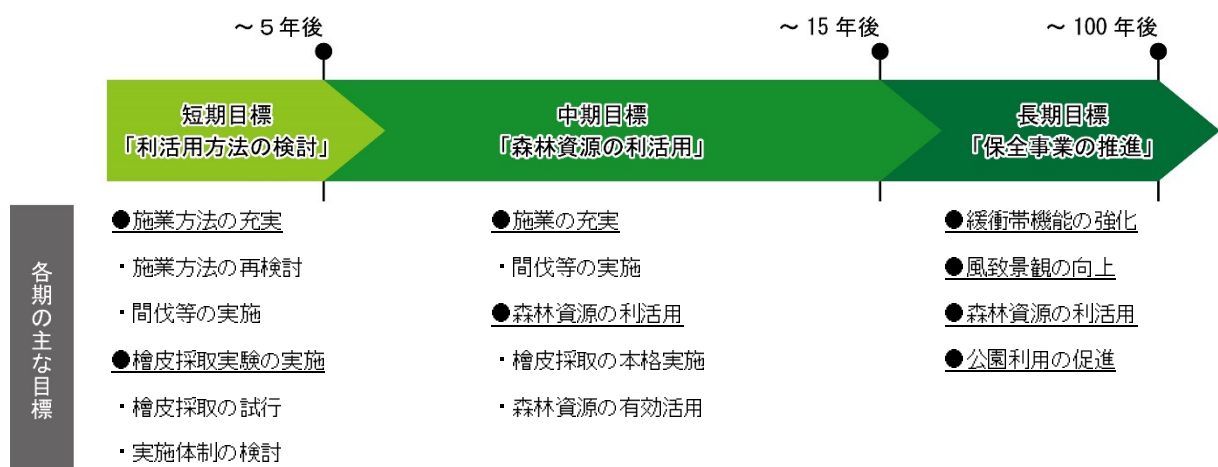 ～５年後
～15年後
～100年後
短期目標
「利活用方法の検討」
中期目標
「森林資源の利活用」
長期目標
「保全事業の推進」
各期の主な目標
●施業方法の充実
・施業方法の再検討
・間伐等の実施
●檜皮採取実験の実施
・檜皮採取の試行
・実施体制の検討
●施業の充実
・間伐等の実施
●森林資源の利活用
・檜皮採取の本格実施
・森林資源の有効活用
●緩衝帯機能の強化
●風致景観の向上
●森林資源の利活用
●公園利用の促進